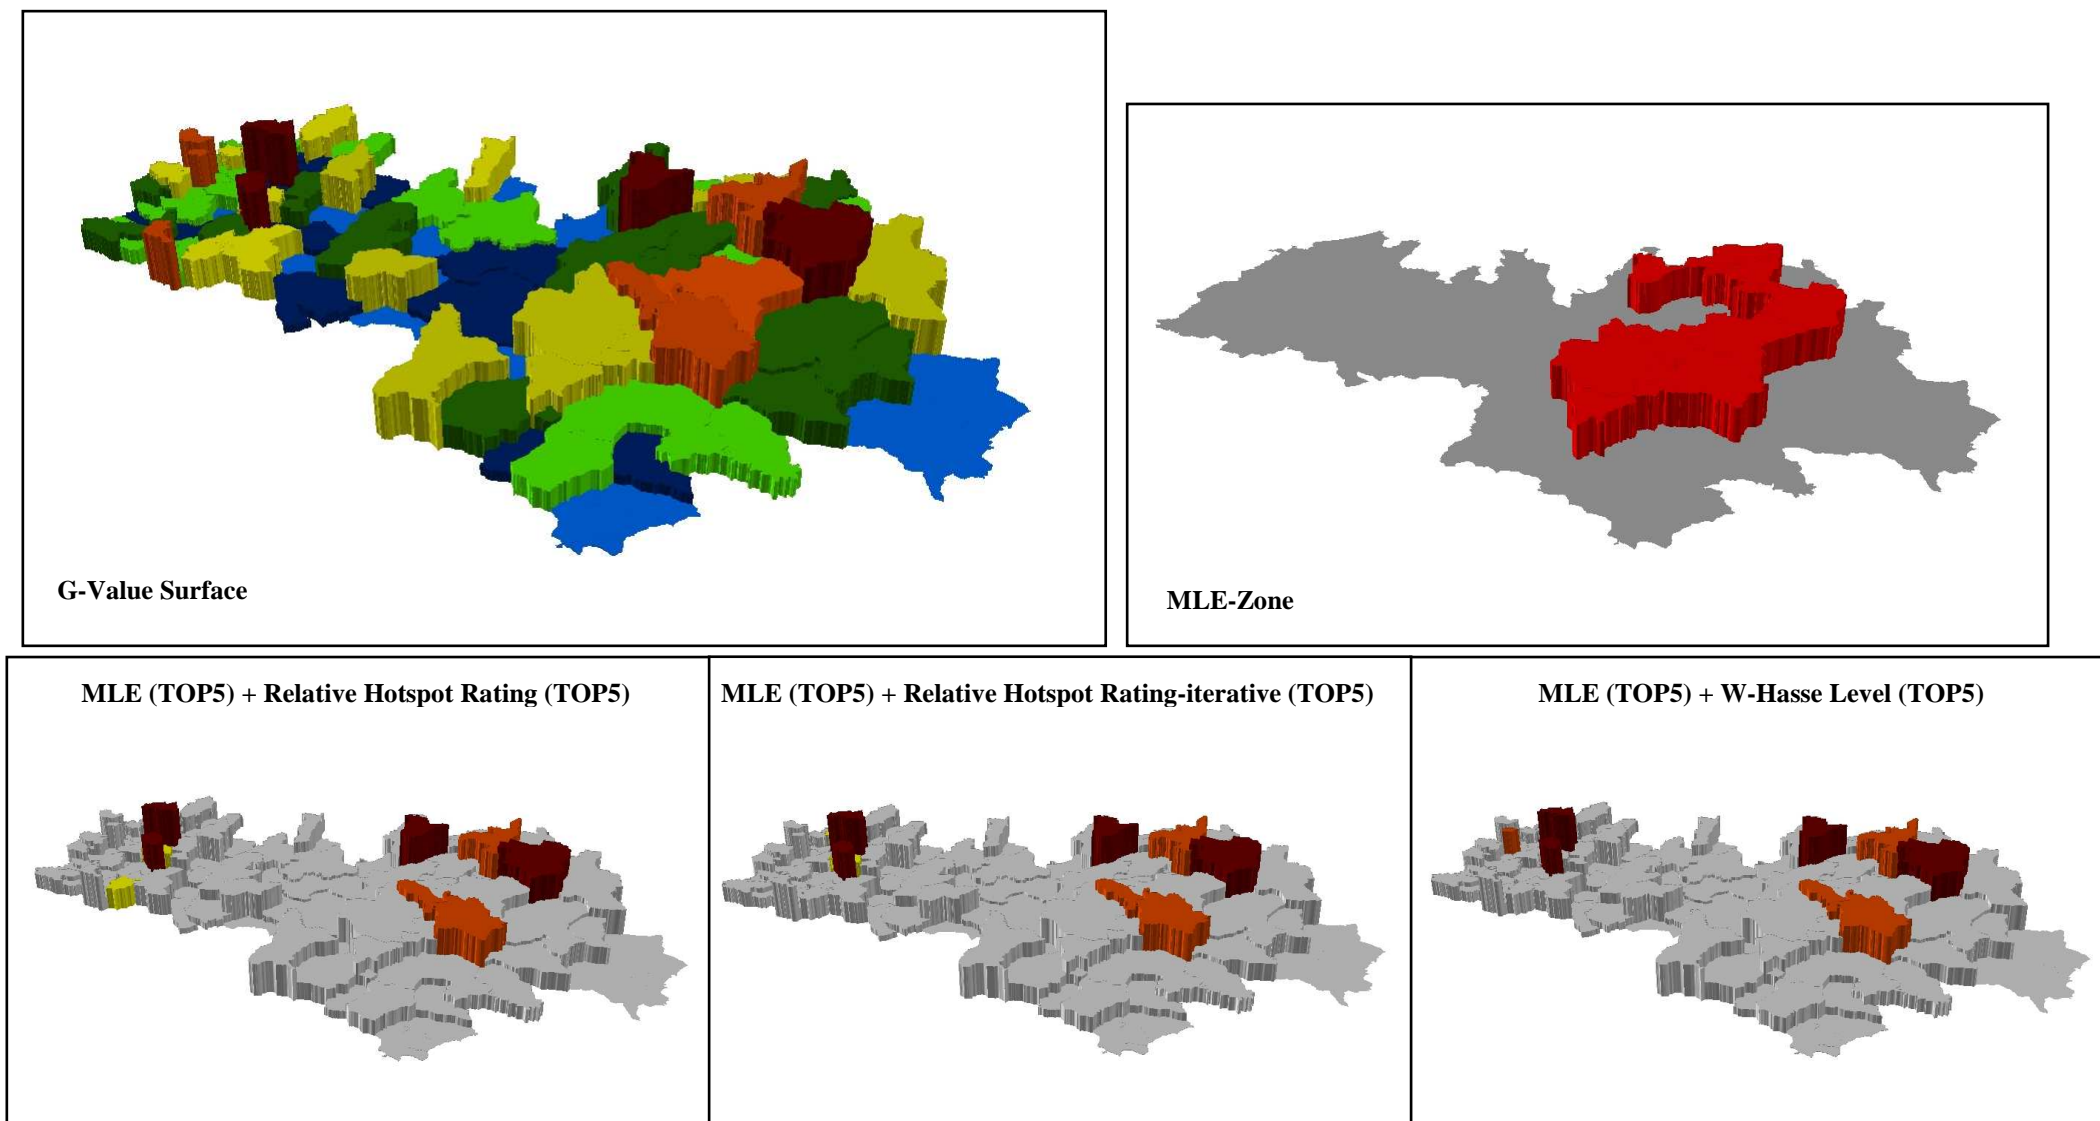 G-Value Surface
MLE-Zone
MLE (TOP5) + Relative Hotspot Rating (TOP5)
MLE (TOP5) + Relative Hotspot Rating-iterative (TOP5)
MLE (TOP5) + W-Hasse Level (TOP5)